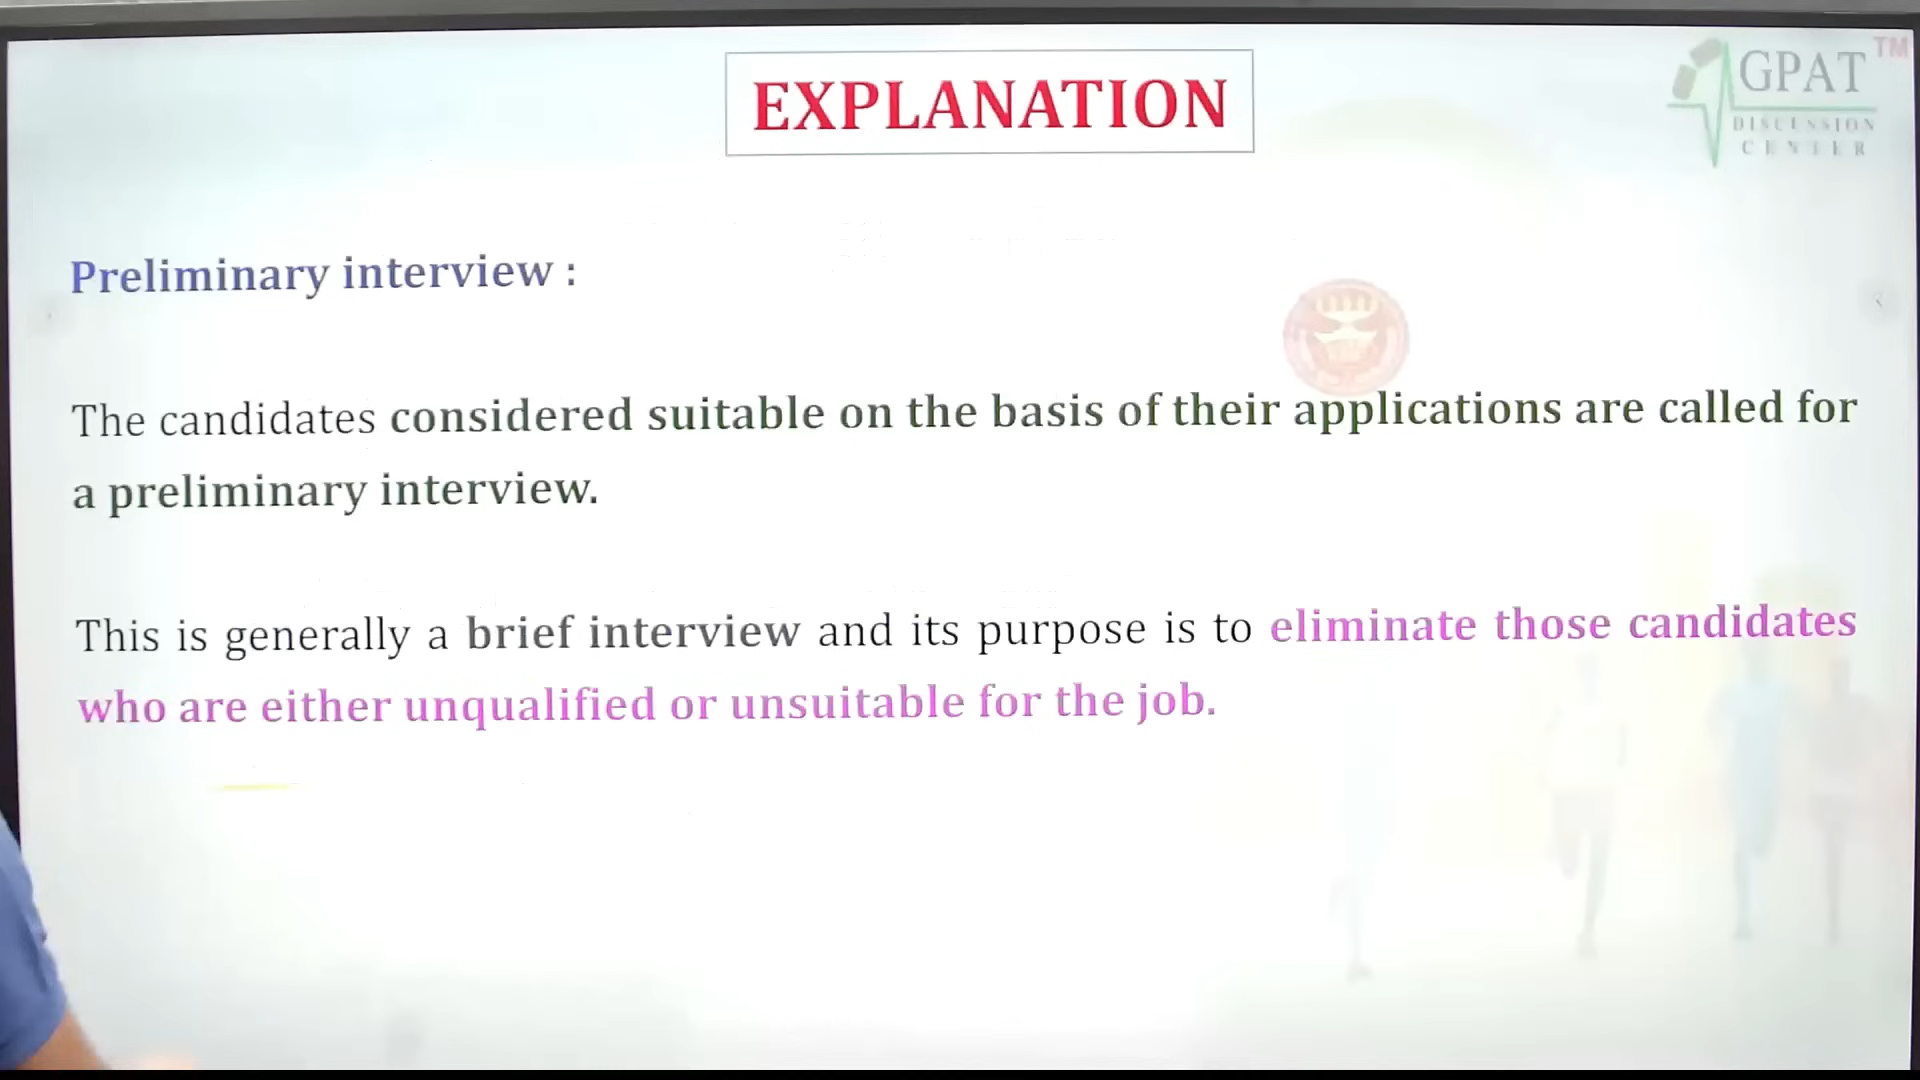 EXPLANATION
GPAT TM
DISCUSSION
CENTER
Preliminary interview :
The candidates considered suitable on the basis of their applications are called for
a preliminary interview.
This is generally a brief interview and its purpose is to eliminate those candidates
who are either unqualified or unsuitable for the job.